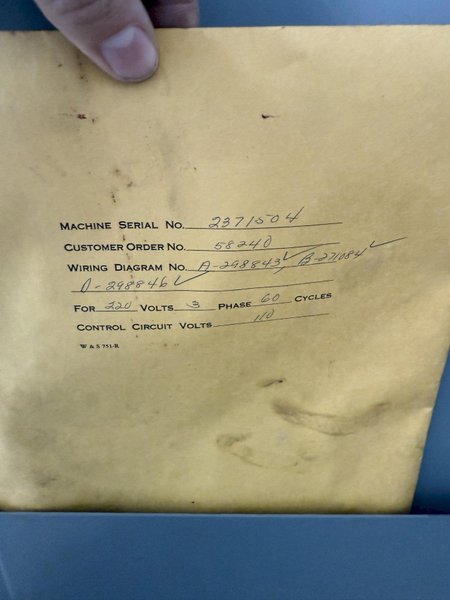 MACHINE SERIAL NO. 2371504
CUSTOMER ORDER NO. 58240
WIRING DIAGRAM NO. A-298843✓, B-271084✓
D-298846✓
FOR 220 VOLTS 3 PHASE 60 CYCLES
CONTROL CIRCUIT VOLTS 110
W & S 751-R